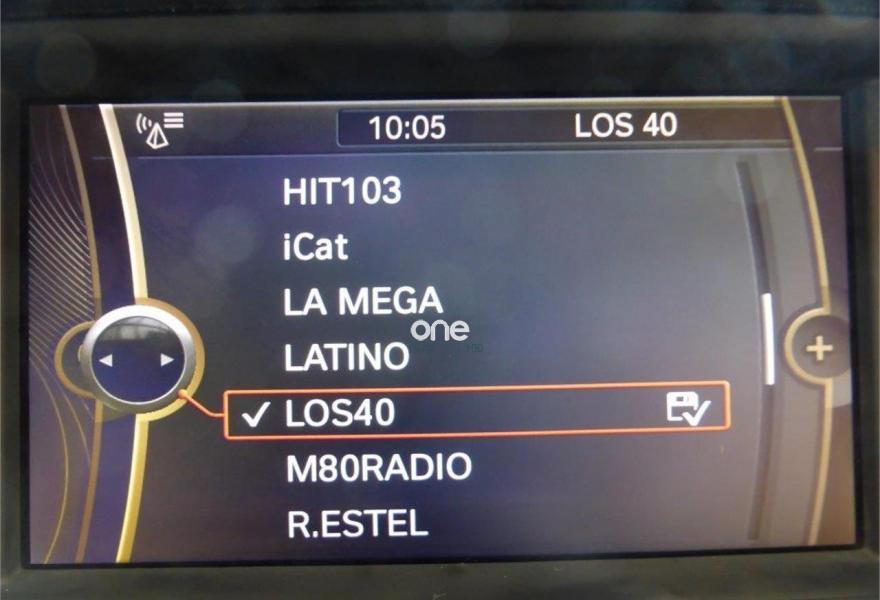 10:05 LOS 40
HIT103
iCat
LA MEGA
one
LATINO
LOS40
M80RADIO
R.ESTEL